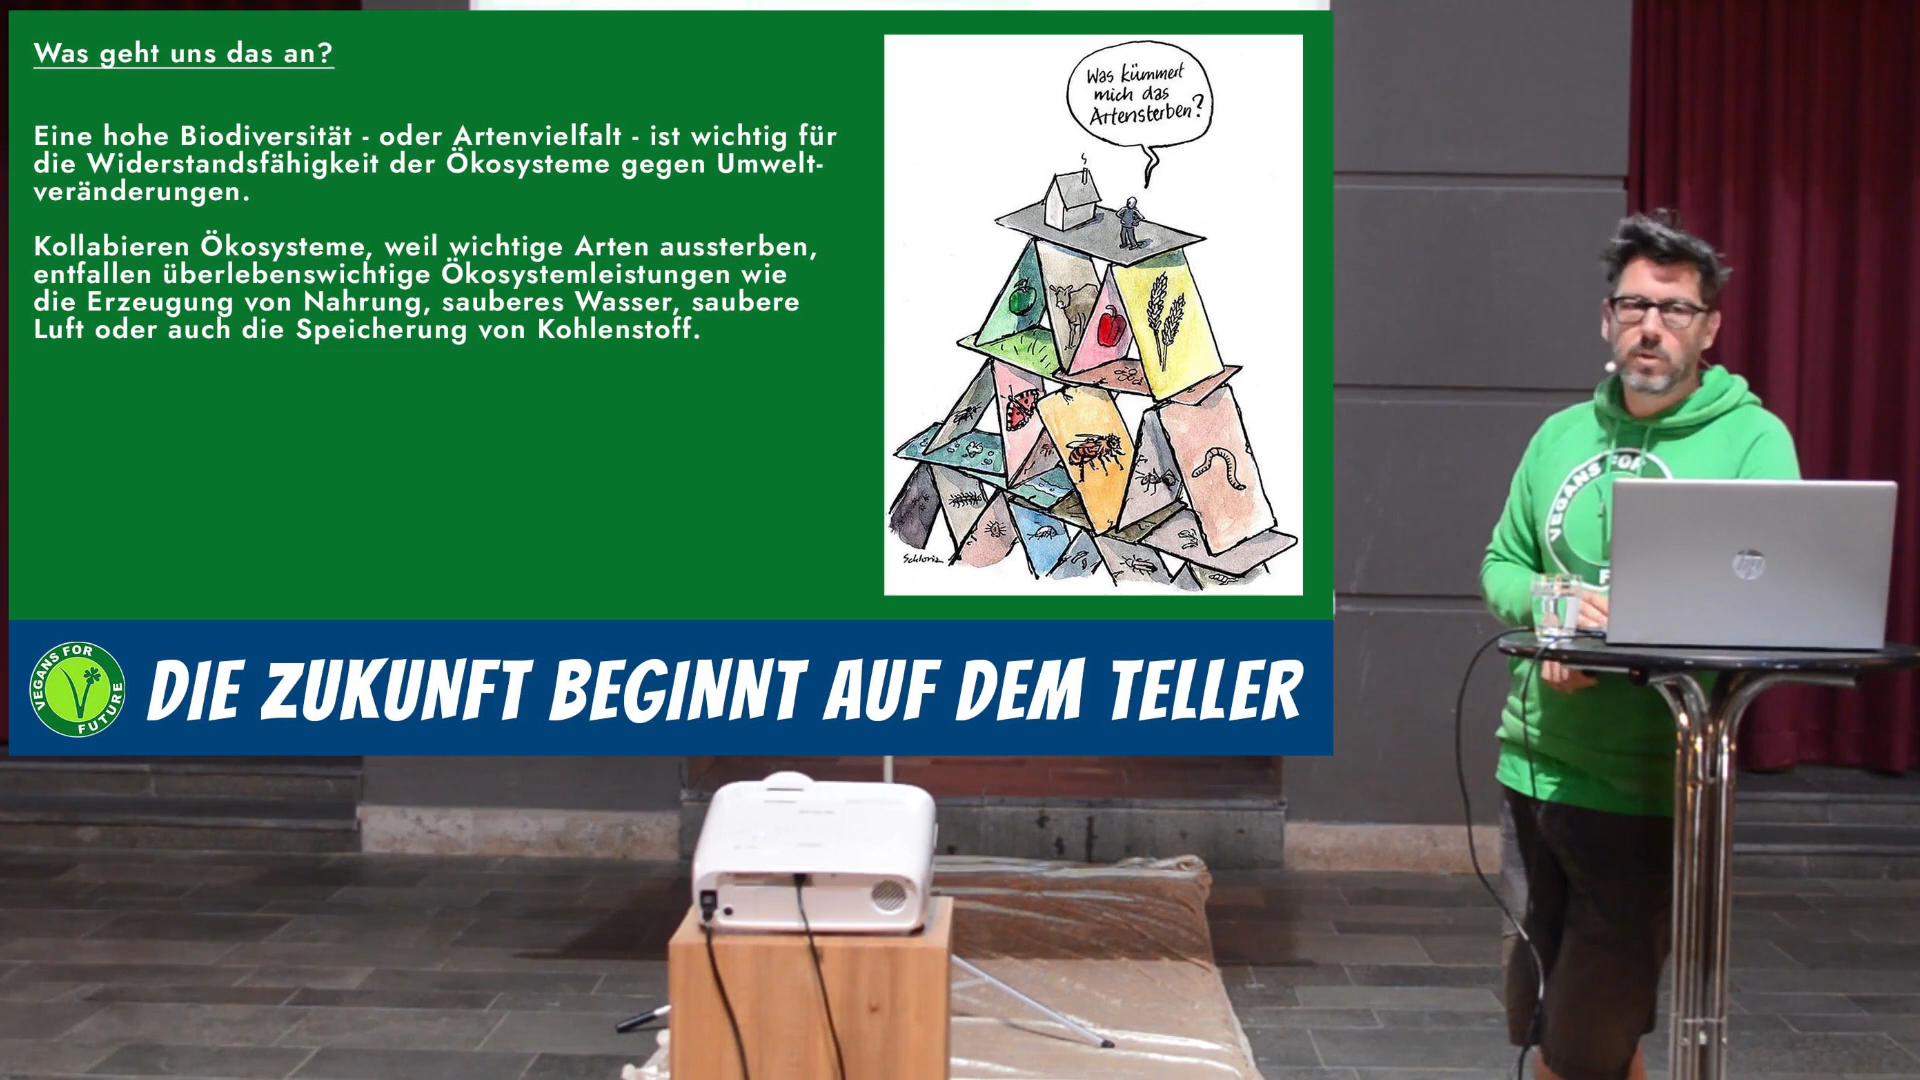 Was geht uns das an?
Eine hohe Biodiversität - oder Artenvielfalt - ist wichtig für
die Widerstandsfähigkeit der Ökosysteme gegen Umwelt-
veränderungen.
Kollabieren Ökosysteme, weil wichtige Arten aussterben,
entfallen überlebenswichtige Ökosystemleistungen wie
die Erzeugung von Nahrung, sauberes Wasser, saubere
Luft oder auch die Speicherung von Kohlenstoff.
Was kümmert
mich das
Artensterben?
VEGANS FOR
FUTURE
DIE ZUKUNFT BEGINNT AUF DEM TELLER
VEGANS FOR
F
hp